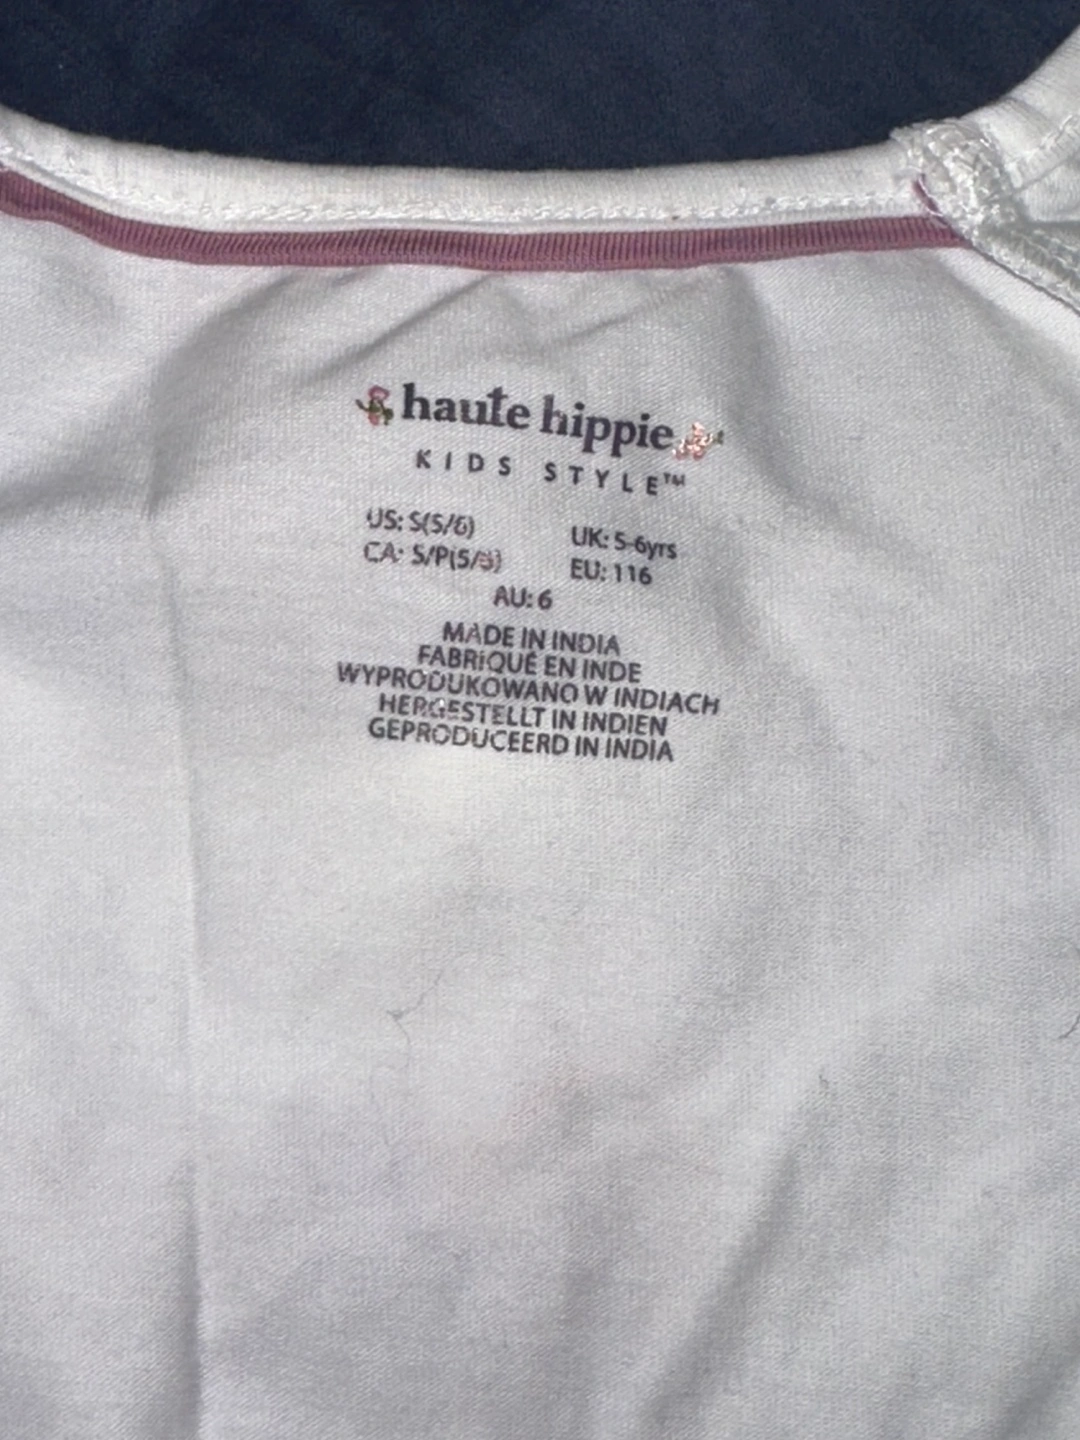 haute hippie
KIDS STYLE™
US: S(5/6) UK: 5-6yrs
CA: S/P(5/6) EU: 116
AU: 6
MADE IN INDIA
FABRIQUÉ EN INDE
WYPRODUKOWANO W INDIACH
HERGESTELLT IN INDIEN
GEPRODUCEERD IN INDIA